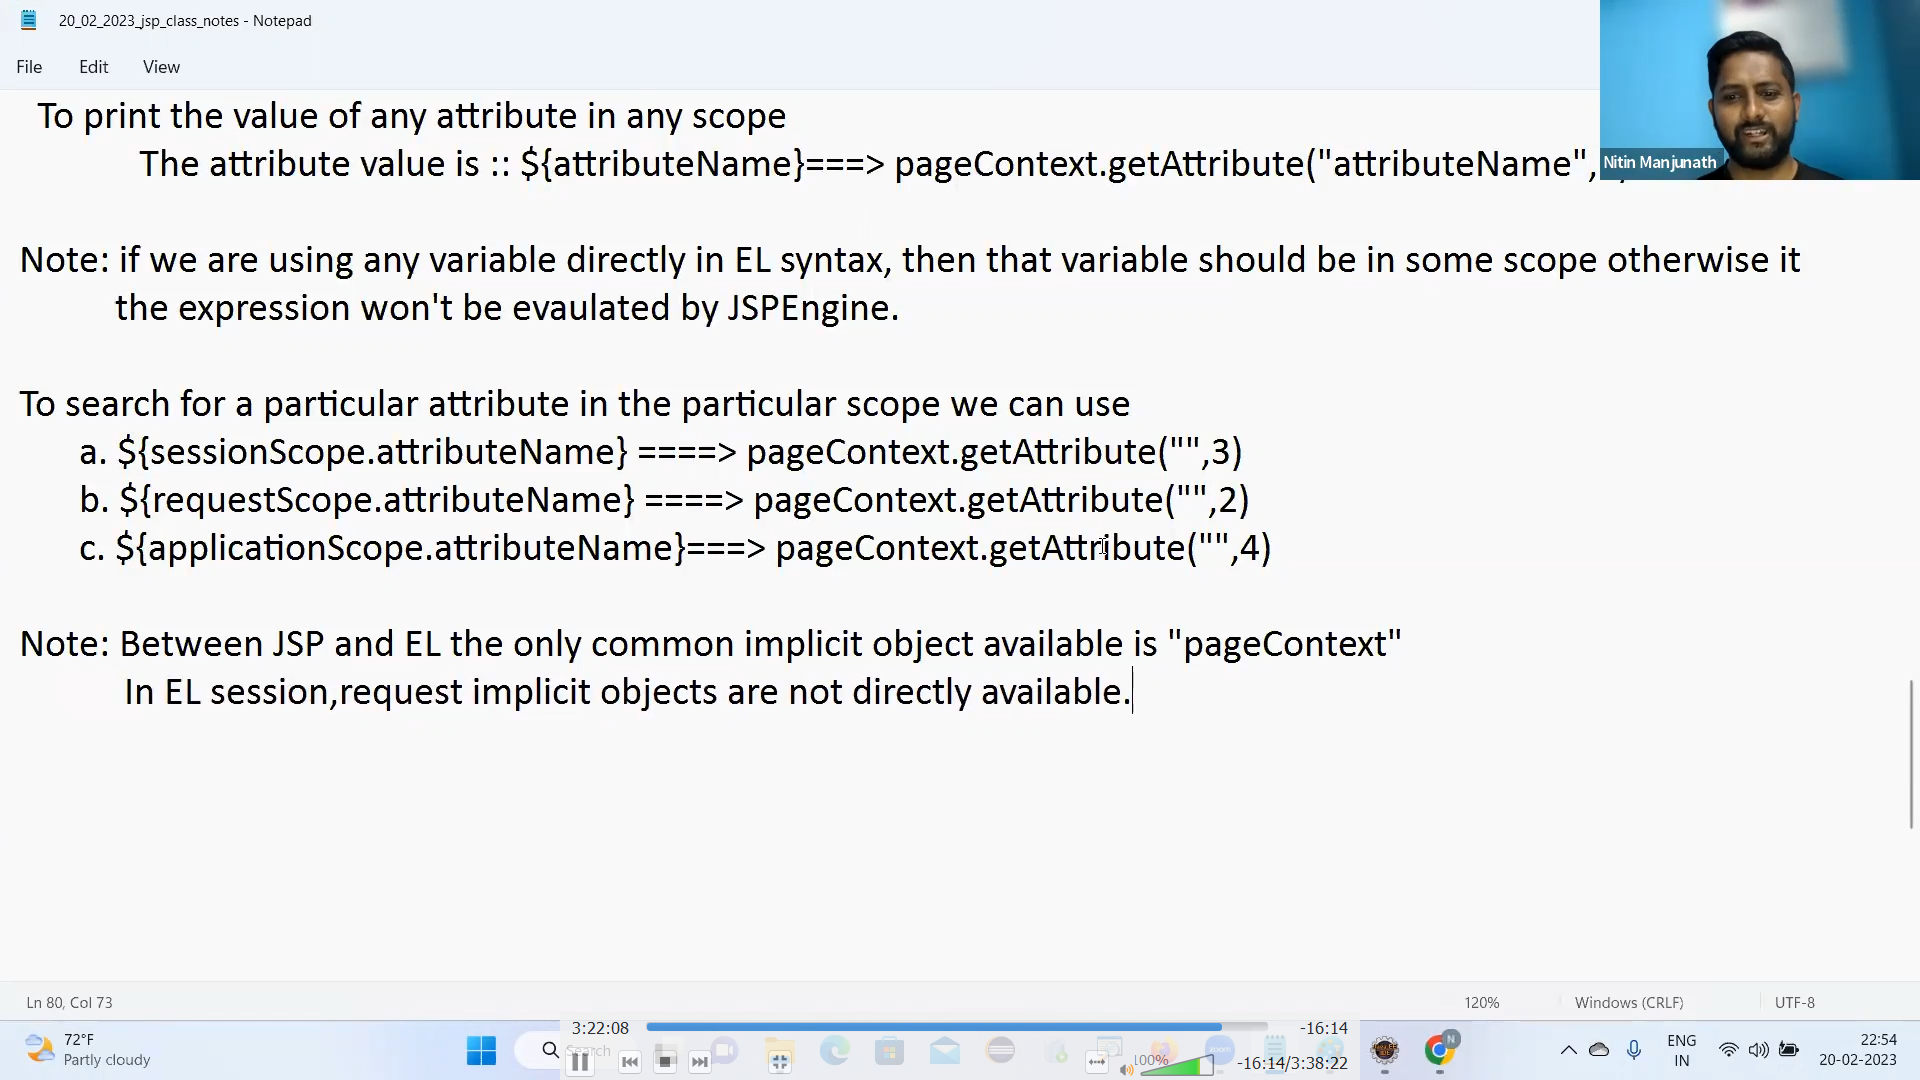 20_02_2023_jsp_class_notes - Notepad
File Edit View
To print the value of any attribute in any scope
The attribute value is :: ${attributeName}===> pageContext.getAttribute("attributeName",
Nitin Manjunath
Note: if we are using any variable directly in EL syntax, then that variable should be in some scope otherwise it
the expression won't be evaulated by JSPEngine.
To search for a particular attribute in the particular scope we can use
a. ${sessionScope.attributeName} ====> pageContext.getAttribute("",3)
b. ${requestScope.attributeName} ====> pageContext.getAttribute("",2)
c. ${applicationScope.attributeName}===> pageContext.getAttribute("",4)
Note: Between JSP and EL the only common implicit object available is "pageContext"
In EL session,request implicit objects are not directly available.
Ln 80, Col 73 120% Windows (CRLF) UTF-8
72°F
Partly cloudy
3:22:08 -16:14
Search
100% -16:14/3:38:22
N
ENG
IN
22:54
20-02-2023